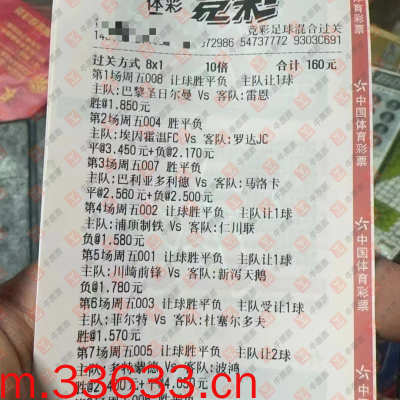 体彩 竞彩
竞彩足球混合过关
672986 54737772 9303C691
过关方式 8x1 10倍 合计 160元
第1场周五008 让球胜平负 主队让1球
主队:巴黎圣日尔曼 Vs 客队:雷恩
胜@1.850元
第2场周五004 胜平负
主队:埃因霍温FC Vs 客队:罗达JC
平@3.450元+负@2.170元
第3场周五007 胜平负
主队:巴利亚多利德 Vs 客队:马洛卡
平@2.560元+负@2.500元
第4场周五002 让球胜平负 主队让1球
主队:浦项制铁 Vs 客队:仁川联
负@1.580元
第5场周五001 让球胜平负 主队让1球
主队:川崎前锋 Vs 客队:新泻天鹅
负@1.780元
第6场周五003 让球胜平负 主队受让1球
主队:菲尔特 Vs 客队:杜塞尔多夫
胜@1.570元
第7场周五005 让球胜平负 主队让2球
主队:多特蒙德 Vs 客队:波鸿
m.33633.cn
中国体育彩票
中国体育彩票